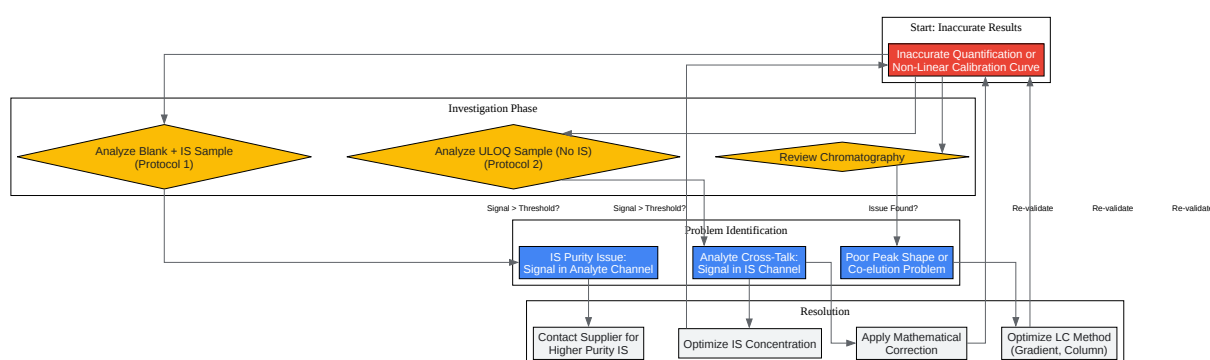 Start: Inaccurate Results
Inaccurate Quantification or
Non-Linear Calibration Curve
Investigation Phase
Analyze Blank + IS Sample
(Protocol 1)
Analyze ULOQ Sample (No IS)
(Protocol 2)
Review Chromatography
Signal > Threshold?
Signal > Threshold?
Issue Found?
Re-validate
Re-validate
Re-validate
Problem Identification
IS Purity Issue:
Signal in Analyte Channel
Analyte Cross-Talk:
Signal in IS Channel
Poor Peak Shape or
Co-elution Problem
Resolution
Contact Supplier for
Higher Purity IS
Optimize IS Concentration
Apply Mathematical
Correction
Optimize LC Method
(Gradient, Column)